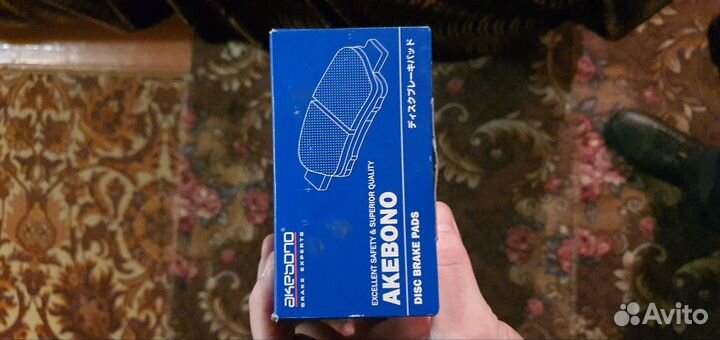 akebono
BRAKE EXPERTS
EXCELLENT SAFETY & SUPERIOR QUALITY
AKEBONO
DISC BRAKE PADS
ディスクブレーキパッド
Avito